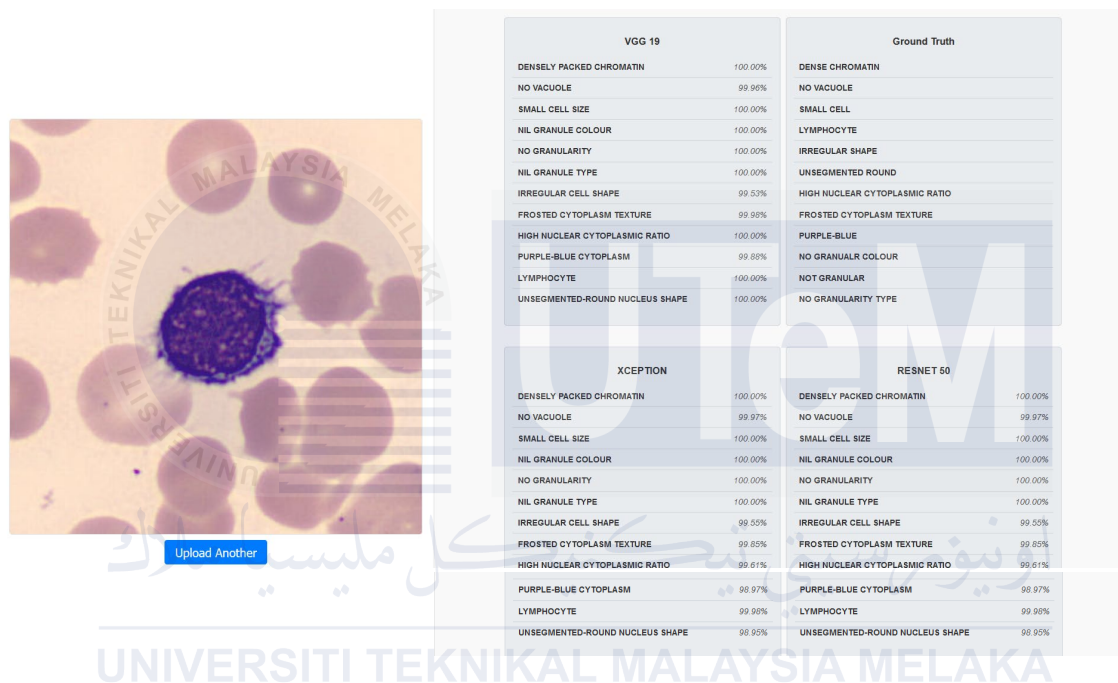 VGG 19
DENSELY PACKED CHROMATIN 100.00%
NO VACUOLE 99.96%
SMALL CELL SIZE 100.00%
NIL GRANULE COLOUR 100.00%
NO GRANULARITY 100.00%
NIL GRANULE TYPE 100.00%
IRREGULAR CELL SHAPE 99.53%
FROSTED CYTOPLASM TEXTURE 99.98%
HIGH NUCLEAR CYTOPLASMIC RATIO 100.00%
PURPLE-BLUE CYTOPLASM 99.88%
LYMPHOCYTE 100.00%
UNSEGMENTED-ROUND NUCLEUS SHAPE 100.00%
Ground Truth
DENSE CHROMATIN
NO VACUOLE
SMALL CELL
LYMPHOCYTE
IRREGULAR SHAPE
UNSEGMENTED ROUND
HIGH NUCLEAR CYTOPLASMIC RATIO
FROSTED CYTOPLASM TEXTURE
PURPLE-BLUE
NO GRANUALR COLOUR
NOT GRANULAR
NO GRANULARITY TYPE
XCEPTION
DENSELY PACKED CHROMATIN 100.00%
NO VACUOLE 99.97%
SMALL CELL SIZE 100.00%
NIL GRANULE COLOUR 100.00%
NO GRANULARITY 100.00%
NIL GRANULE TYPE 100.00%
IRREGULAR CELL SHAPE 99.55%
FROSTED CYTOPLASM TEXTURE 99.85%
HIGH NUCLEAR CYTOPLASMIC RATIO 99.61%
PURPLE-BLUE CYTOPLASM 98.97%
LYMPHOCYTE 99.98%
UNSEGMENTED-ROUND NUCLEUS SHAPE 98.95%
RESNET 50
DENSELY PACKED CHROMATIN 100.00%
NO VACUOLE 99.97%
SMALL CELL SIZE 100.00%
NIL GRANULE COLOUR 100.00%
NO GRANULARITY 100.00%
NIL GRANULE TYPE 100.00%
IRREGULAR CELL SHAPE 99.55%
FROSTED CYTOPLASM TEXTURE 99.85%
HIGH NUCLEAR CYTOPLASMIC RATIO 99.61%
PURPLE-BLUE CYTOPLASM 98.97%
LYMPHOCYTE 99.98%
UNSEGMENTED-ROUND NUCLEUS SHAPE 98.95%
Upload Another
UNIVERSITI TEKNIKAL MALAYSIA MELAKA
UTeM
اونيۏرسيتي تيكنيكل مليسيا ملاك
UNIVERSITI TEKNIKAL MALAYSIA MELAKA